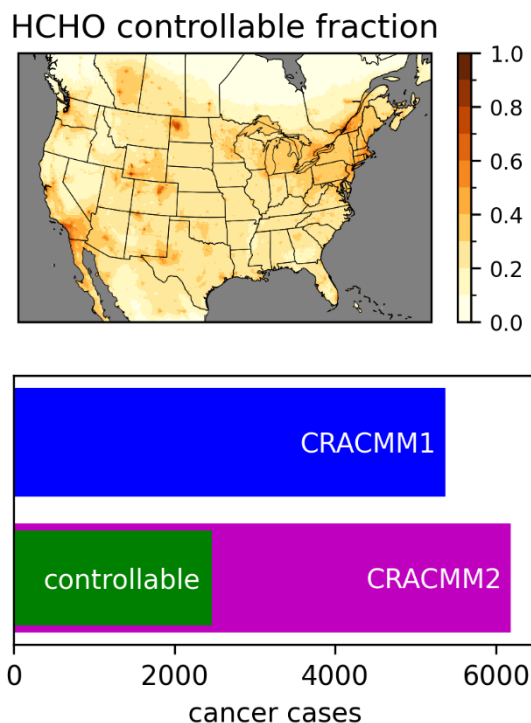 HCHO controllable fraction
1.0
0.8
0.6
0.4
0.2
0.0
CRACMM1
controllable CRACMM2
0 2000 4000 6000
cancer cases